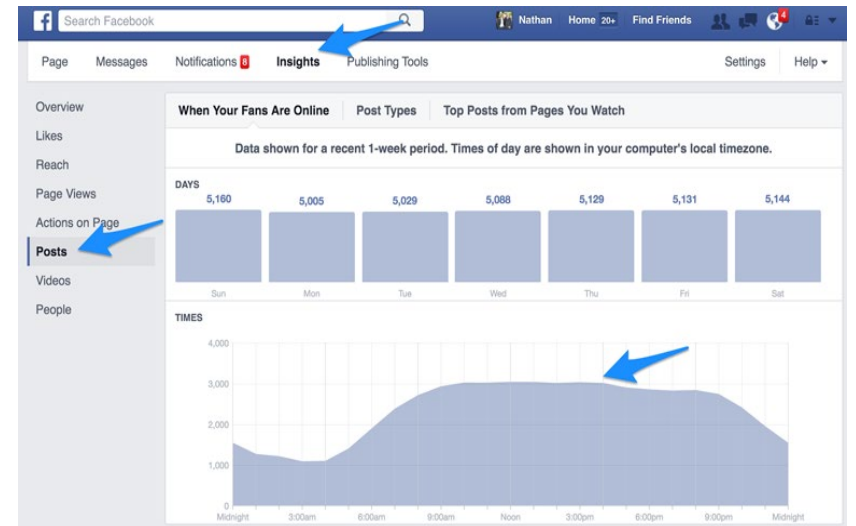 f Search Facebook Nathan Home 20+ Find Friends 4
Page Messages Notifications 8 Insights Publishing Tools Settings Help
Overview
Likes
Reach
Page Views
Actions on Page
Posts
Videos
People
When Your Fans Are Online Post Types Top Posts from Pages You Watch
Data shown for a recent 1-week period. Times of day are shown in your computer's local timezone.
DAYS
5,160 5,005 5,029 5,088 5,129 5,131 5,144
Sun Mon Tue Wed Thu Fri Sat
TIMES
4,000
3,000
2,000
1,000
0
Midnight 3:00am 6:00am 9:00am Noon 3:00pm 6:00pm 9:00pm Midnight